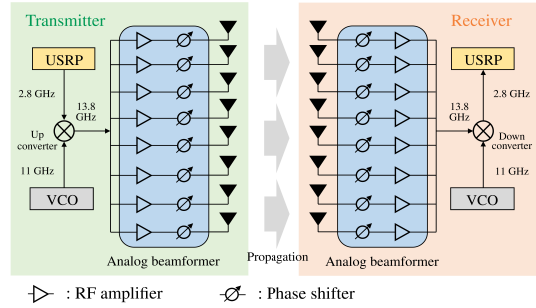 Transmitter
Receiver
USRP
USRP
2.8 GHz
13.8
GHz
13.8
GHz
2.8 GHz
Up
converter
Down
converter
11 GHz
11 GHz
VCO
VCO
Propagation
Analog beamformer
Analog beamformer
: RF amplifier
: Phase shifter